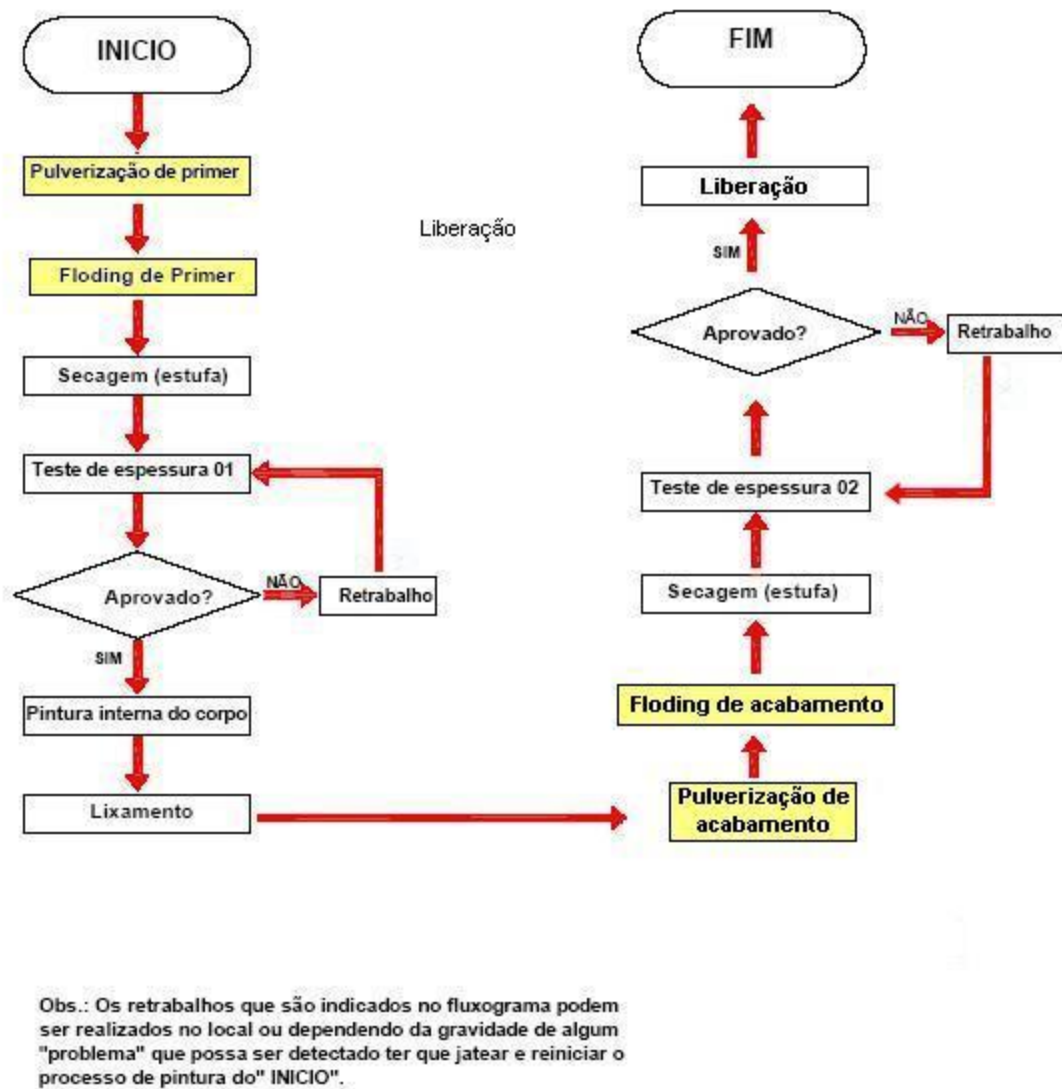 INICIO
Pulverização de primer
Floding de Primer
Secagem (estufa)
Teste de espessura 01
Aprovado?
NÃO
Retrabalho
SIM
Pintura interna do corpo
Lixamento
Liberação
FIM
Liberação
SIM
Aprovado?
NÃO
Retrabalho
Teste de espessura 02
Secagem (estufa)
Floding de acabamento
Pulverização de
acabamento
Obs.: Os retrabalhos que são indicados no fluxograma podem
ser realizados no local ou dependendo da gravidade de algum
"problema" que possa ser detectado ter que jatear e reiniciar o
processo de pintura do" INICIO".